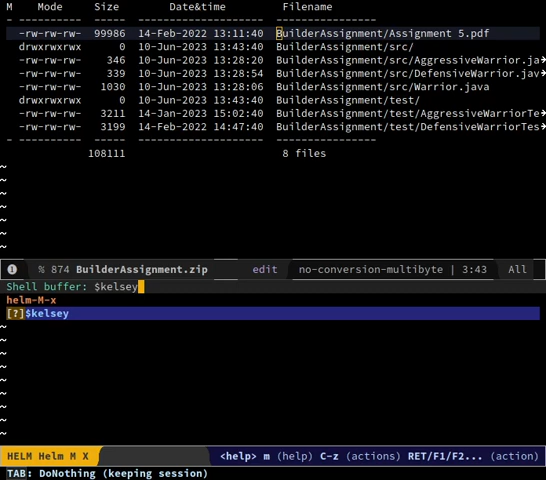 M Mode Size Date&time Filename
- ---------- -------- -------------------- ---------------
-rw-rw-rw- 99986 14-Feb-2022 13:11:40 BuilderAssignment/Assignment 5.pdf
drwxrwxrwx 0 10-Jun-2023 13:43:40 BuilderAssignment/src/
-rw-rw-rw- 346 10-Jun-2023 13:28:20 BuilderAssignment/src/AggressiveWarrior.ja
-rw-rw-rw- 339 10-Jun-2023 13:28:54 BuilderAssignment/src/DefensiveWarrior.jav
-rw-rw-rw- 1030 10-Jun-2023 13:28:06 BuilderAssignment/src/Warrior.java
drwxrwxrwx 0 10-Jun-2023 13:43:40 BuilderAssignment/test/
-rw-rw-rw- 3211 14-Jan-2023 15:02:40 BuilderAssignment/test/AggressiveWarriorTe
-rw-rw-rw- 3199 14-Feb-2022 14:47:40 BuilderAssignment/test/DefensiveWarriorTes
- ---------- -------- -------------------- ---------------
108111 8 files
~
~
~
~
~
~
~
❶ % 874 BuilderAssignment.zip edit no-conversion-multibyte | 3:43 All
Shell buffer: $kelsey
helm-M-x
[?]$kelsey
~
~
~
~
~
~
~
~
~
HELM Helm M X <help> m (help) C-z (actions) RET/F1/F2... (action)
TAB: DoNothing (keeping session)